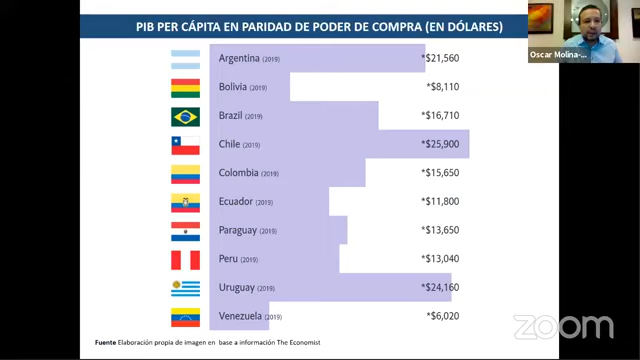 PIB PER CÁPITA EN PARIDAD DE PODER DE COMPRA (EN DÓLARES)
Oscar Molina-...
Argentina (2019) *$21,560
Bolivia (2019) *$8,110
Brazil (2019) *$16,710
Chile (2019) *$25,900
Colombia (2019) *$15,650
Ecuador (2019) *$11,800
Paraguay (2019) *$13,650
Peru (2019) *$13,040
Uruguay (2019) *$24,160
Venezuela (2019) *$6,020
zoom
Fuente Elaboración propia de imagen en base a información The Economist